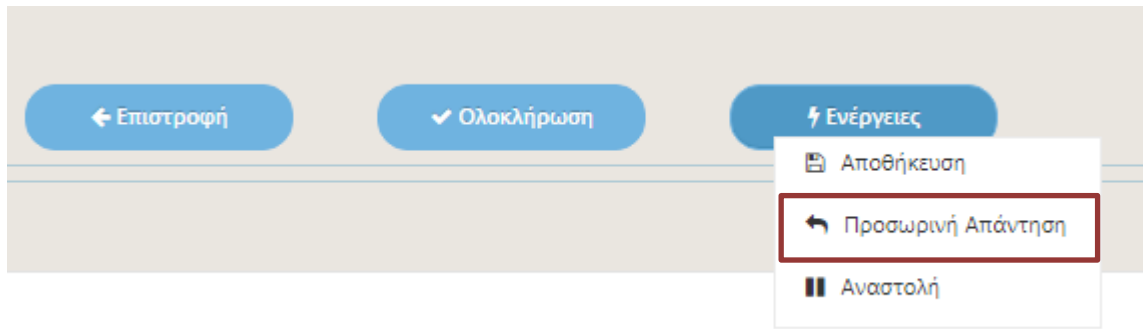 Επιστροφή
Ολοκλήρωση
Ενέργειες
Αποθήκευση
Προσωρινή Απάντηση
Αναστολή